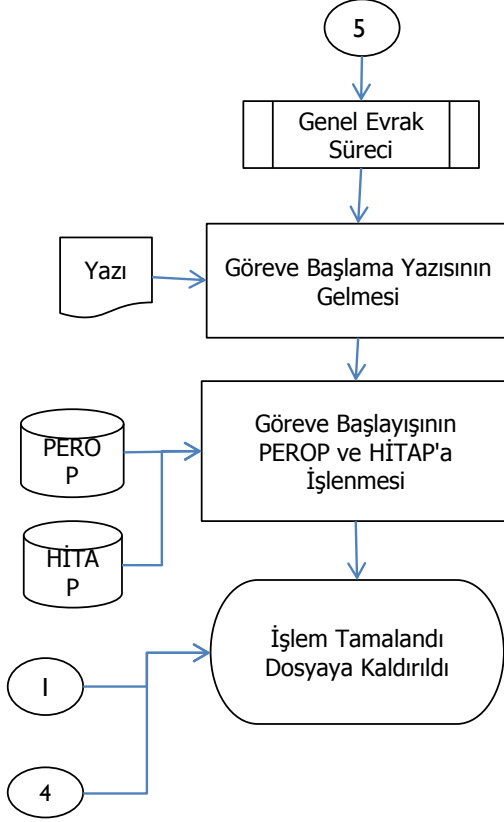 5
Genel Evrak
Süreci
Yazı
Göreve Başlama Yazısının
Gelmesi
Göreve Başlayışının
PEROP ve HİTAP'a
İşlenmesi
PERO
P
HİTA
P
İşlem Tamalandı
Dosyaya Kaldırıldı
I
4